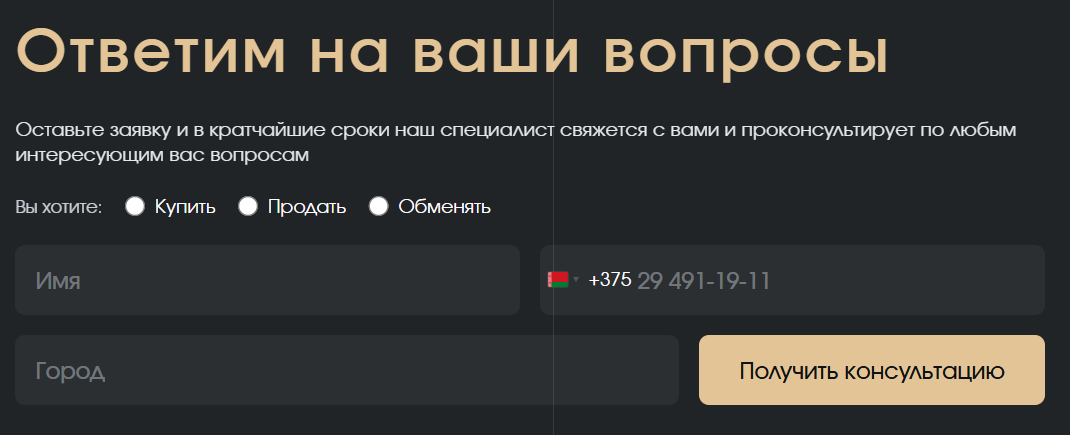 Ответим на ваши вопросы
Оставьте заявку и в кратчайшие сроки наш специалист свяжется с вами и проконсультирует по любым
интересующим вас вопросам
Вы хотите: Купить Продать Обменять
Имя +375 29 491-19-11
Город Получить консультацию